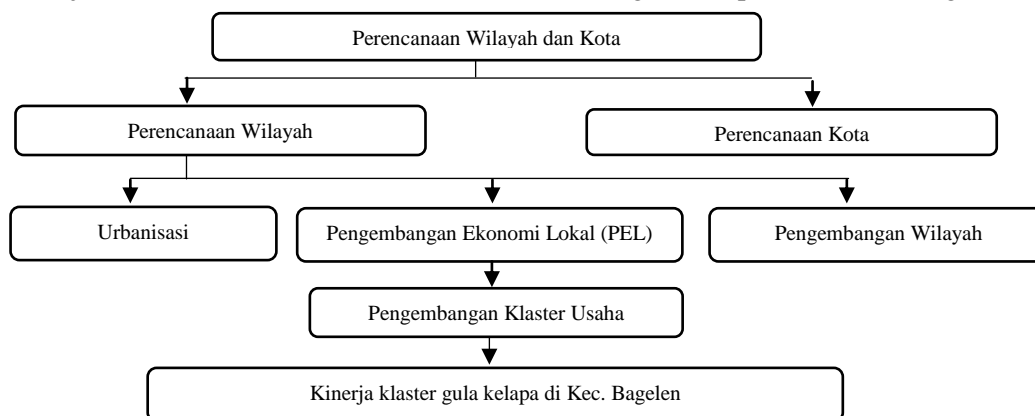 Perencanaan Wilayah dan Kota
Perencanaan Wilayah
Perencanaan Kota
Urbanisasi
Pengembangan Ekonomi Lokal (PEL)
Pengembangan Wilayah
Pengembangan Klaster Usaha
Kinerja klaster gula kelapa di Kec. Bagelen